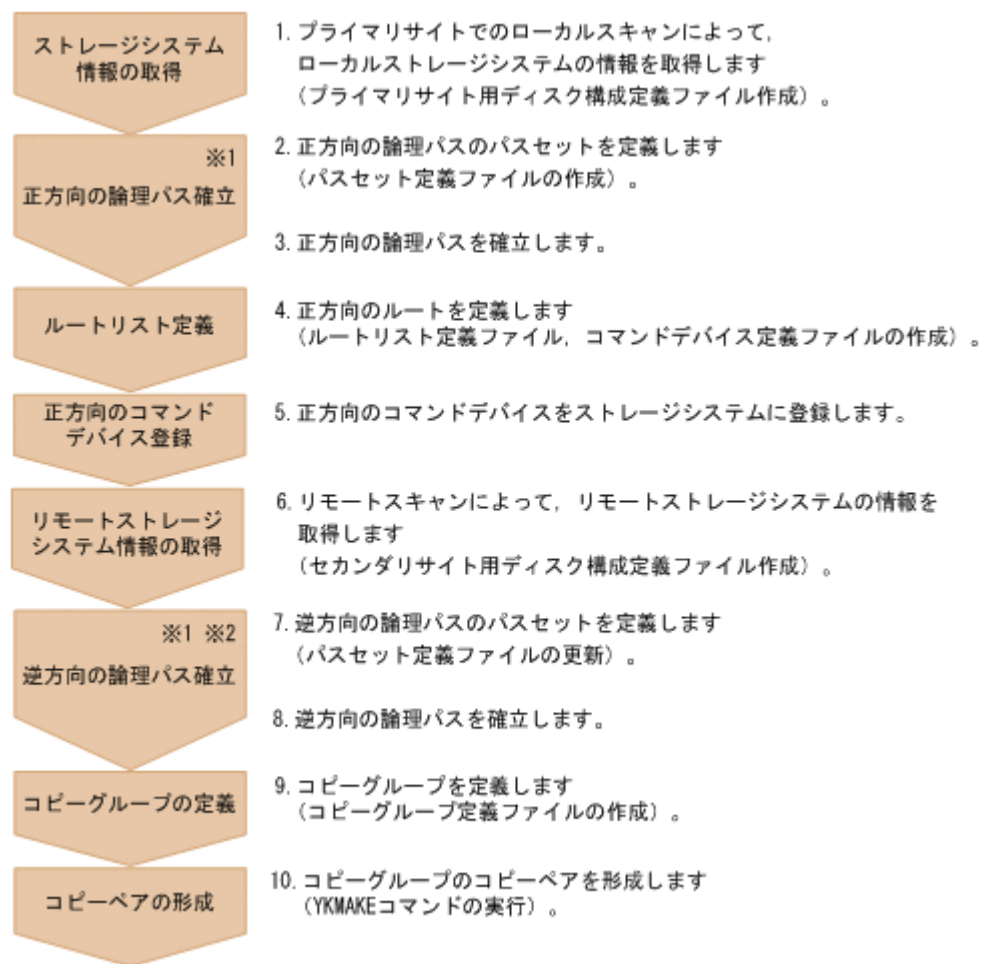 ストレージシステム
情報の取得
1. プライマリサイトでのローカルスキャンによって,
ローカルストレージシステムの情報を取得します
(プライマリサイト用ディスク構成定義ファイル作成)。
※1
正方向の論理パス確立
2. 正方向の論理パスのパスセットを定義します
(パスセット定義ファイルの作成)。
3. 正方向の論理パスを確立します。
ルートリスト定義
4. 正方向のルートを定義します
(ルートリスト定義ファイル, コマンドデバイス定義ファイルの作成)。
正方向のコマンド
デバイス登録
5. 正方向のコマンドデバイスをストレージシステムに登録します。
リモートストレージ
システム情報の取得
6. リモートスキャンによって, リモートストレージシステムの情報を
取得します
(セカンダリサイト用ディスク構成定義ファイル作成)。
※1 ※2
逆方向の論理パス確立
7. 逆方向の論理パスのパスセットを定義します
(パスセット定義ファイルの更新)。
8. 逆方向の論理パスを確立します。
コピーグループの定義
9. コピーグループを定義します
(コピーグループ定義ファイルの作成)。
コピーペアの形成
10. コピーグループのコピーペアを形成します
(YKMAKEコマンドの実行)。